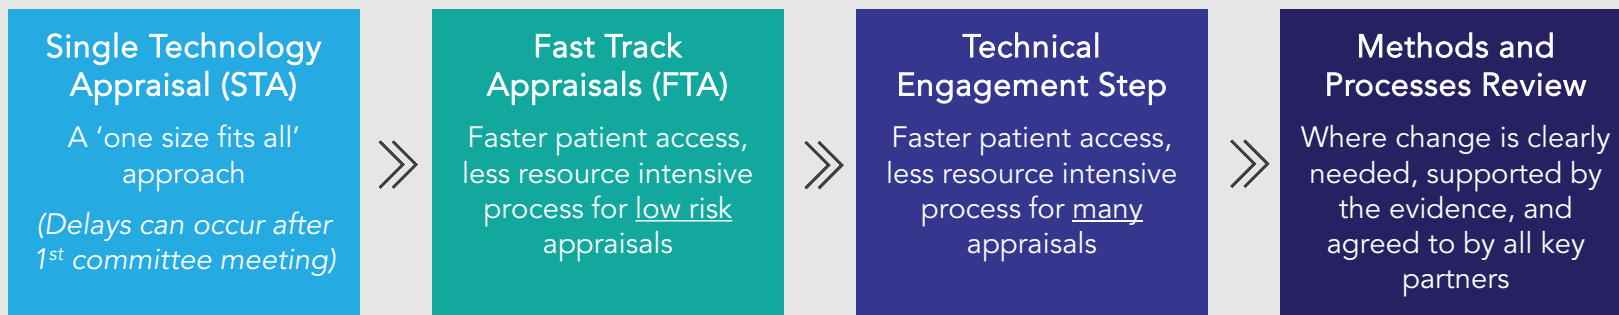 Single Technology
Appraisal (STA)
A ‘one size fits all’
approach
(Delays can occur after
1st committee meeting)
Fast Track
Appraisals (FTA)
Faster patient access,
less resource intensive
process for low risk
appraisals
Technical
Engagement Step
Faster patient access,
less resource intensive
process for many
appraisals
Methods and
Processes Review
Where change is clearly
needed, supported by
the evidence, and
agreed to by all key
partners